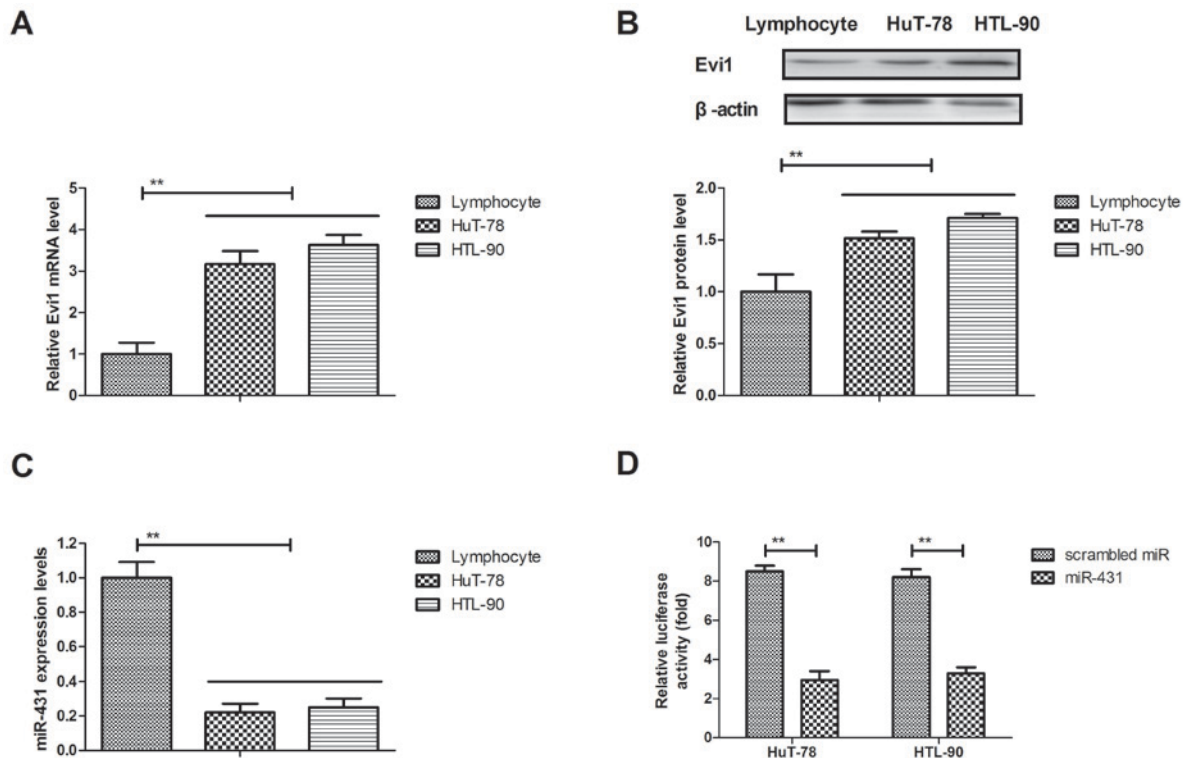 A
Relative Evi1 mRNA level
5
4
3
2
1
0
**
Lymphocyte
HuT-78
HTL-90
B
Lymphocyte HuT-78 HTL-90
Evi1
β -actin
Relative Evi1 protein level
2.0
1.5
1.0
0.5
0.0
**
Lymphocyte
HuT-78
HTL-90
C
miR-431 expression levels
1.2
1.0
0.8
0.6
0.4
0.2
0.0
**
Lymphocyte
HuT-78
HTL-90
D
Relative luciferase
activity (fold)
10
8
6
4
2
0
** **
HuT-78 HTL-90
scrambled miR
miR-431